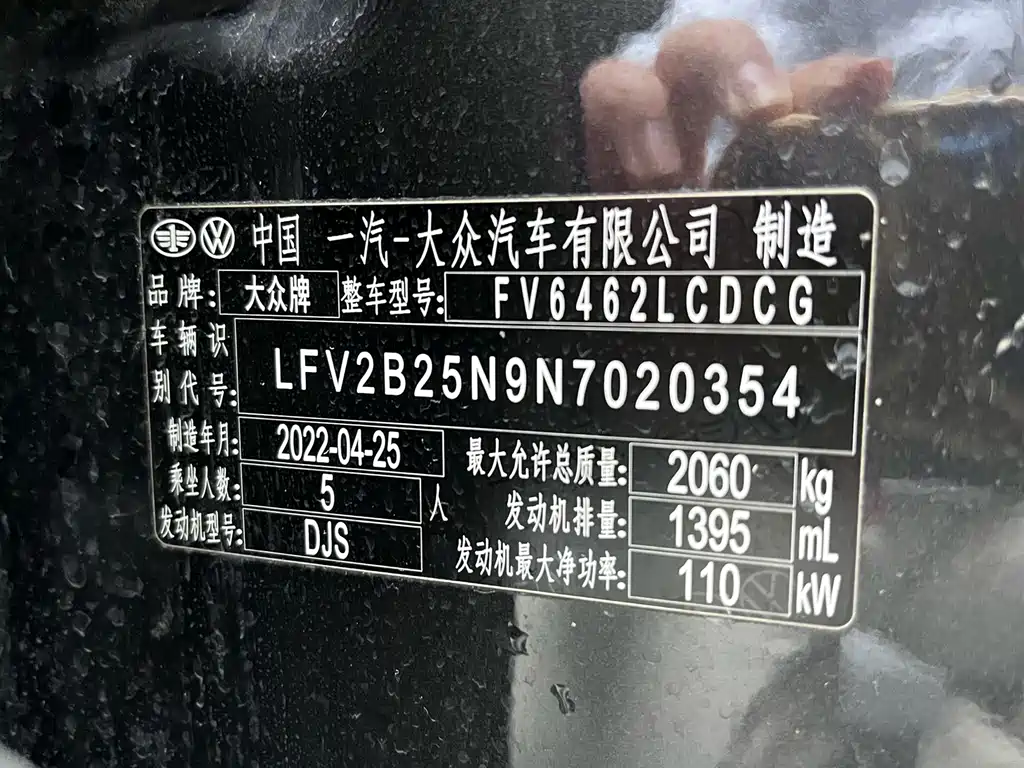 中国 一汽-大众汽车有限公司 制造
品牌: 大众牌 整车型号: FV6462LCDCG
车辆识别代号: LFV2B25N9N7020354
制造年月: 2022-04-25 最大允许总质量: 2060 kg
乘坐人数: 5 人 发动机排量: 1395 mL
发动机型号: DJS 发动机最大净功率: 110 kW